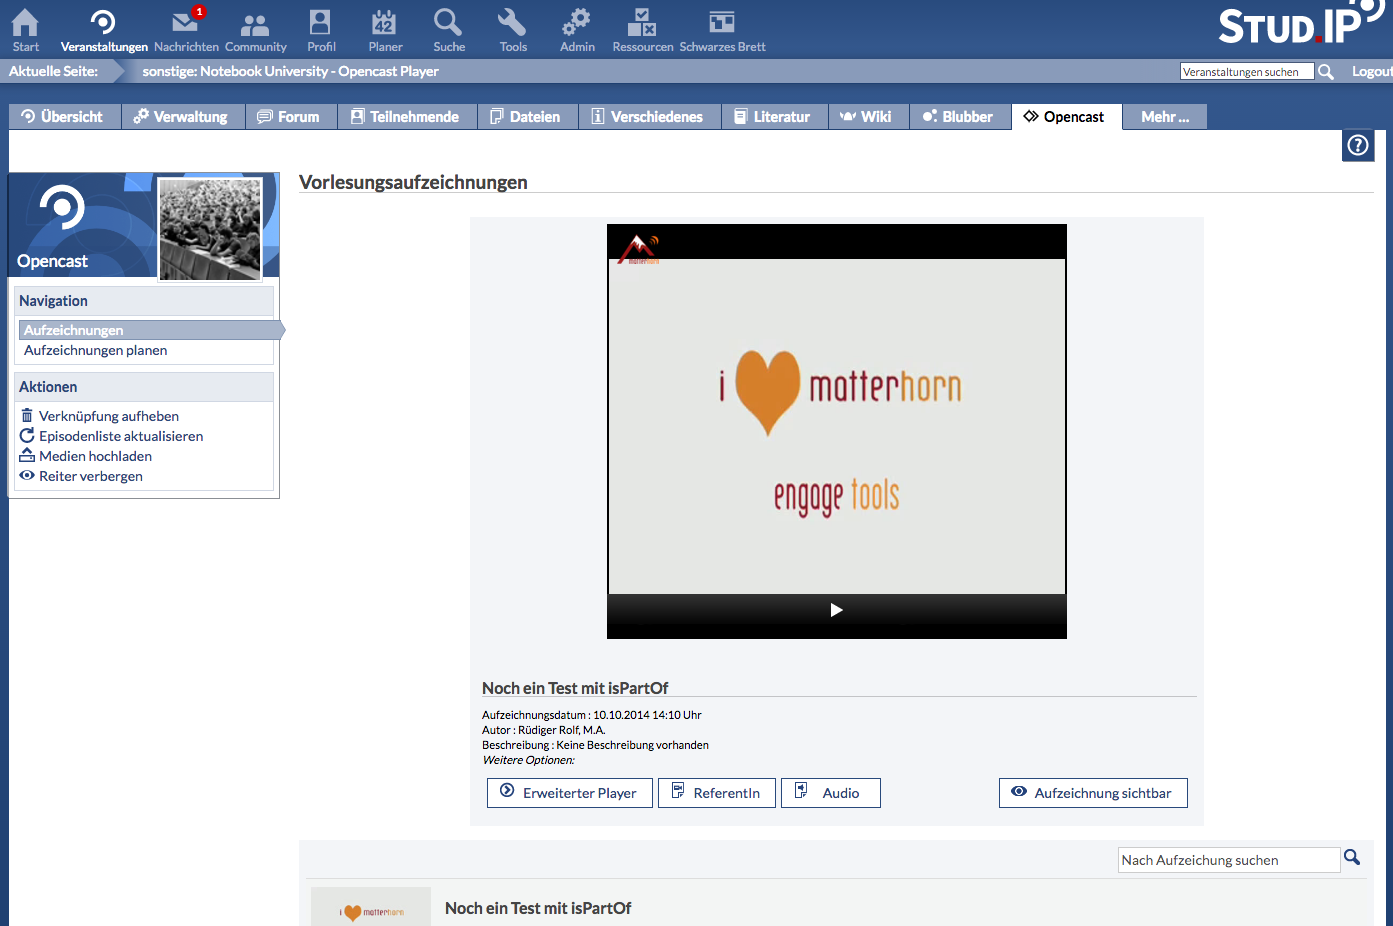 1
42
Start Veranstaltungen Nachrichten Community Profil Planer Suche Tools Admin Ressourcen Schwarzes Brett
STUD.IP
Aktuelle Seite: sonstige: Notebook University - Opencast Player
Veranstaltungen suchen
Logout
Übersicht Verwaltung Forum Teilnehmende Dateien Verschiedenes Literatur Wiki Blubber Opencast Mehr ...
?
Opencast
Navigation
Aufzeichnungen
Aufzeichnungen planen
Aktionen
Verknüpfung aufheben
Episodenliste aktualisieren
Medien hochladen
Reiter verbergen
Vorlesungsaufzeichnungen
matterhorn
i matterhorn
engage tools
Noch ein Test mit isPartOf
Aufzeichnungsdatum : 10.10.2014 14:10 Uhr
Autor : Rüdiger Rolf, M.A.
Beschreibung : Keine Beschreibung vorhanden
Weitere Optionen:
Erweiterter Player ReferentIn Audio Aufzeichnung sichtbar
Nach Aufzeichung suchen
i matterhorn
Noch ein Test mit isPartOf